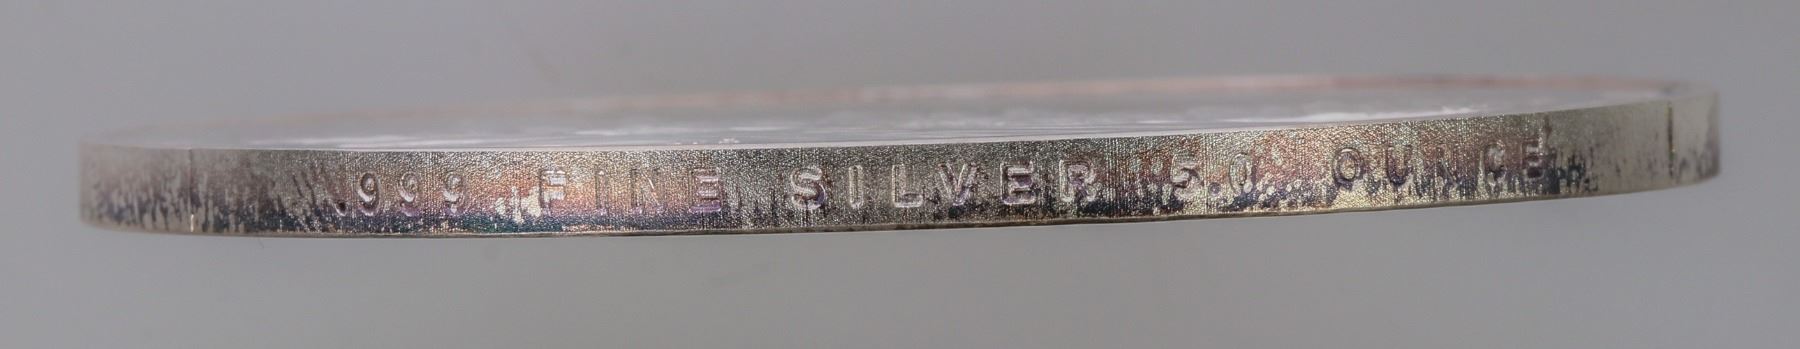 .999 FINE SILVER 5.0 OUNCE